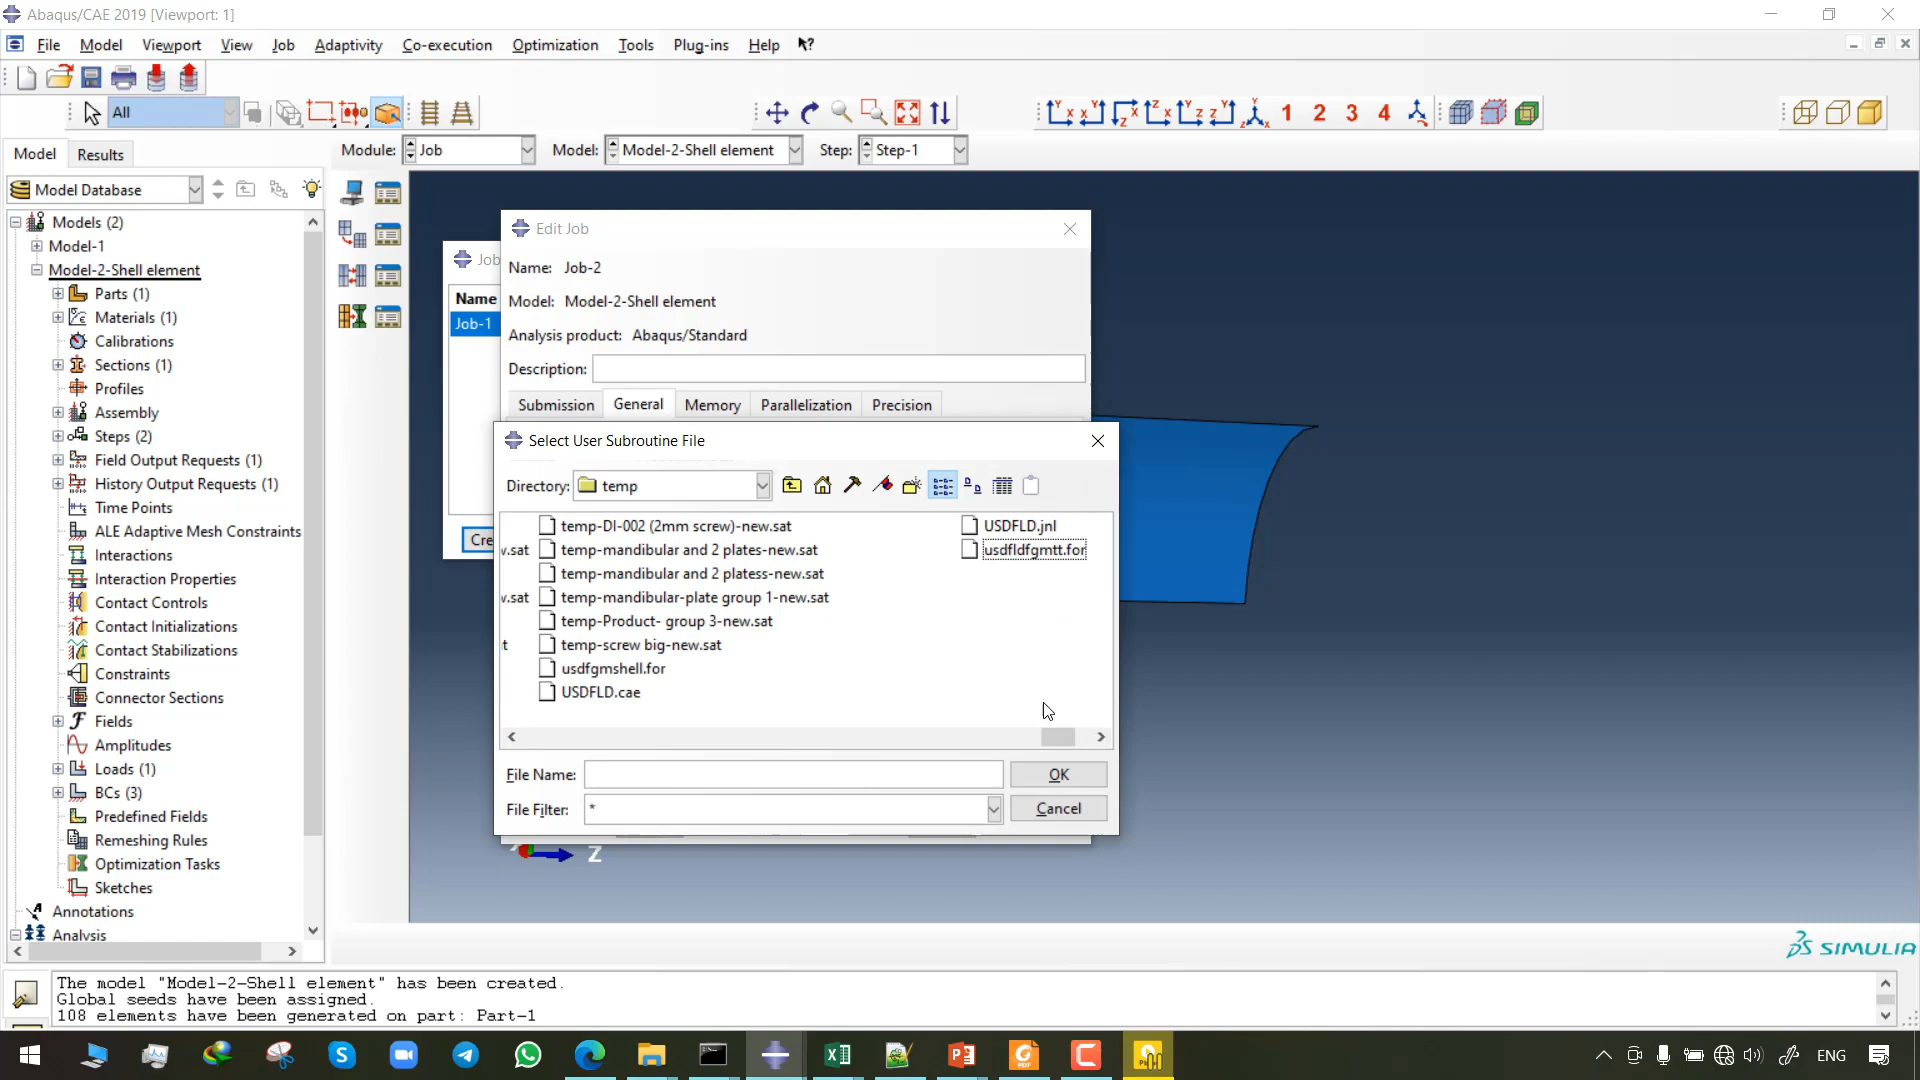 Abaqus/CAE 2019 [Viewport: 1]
File Model Viewport View Job Adaptivity Co-execution Optimization Tools Plug-ins Help
All
1 2 3 4
Model Results
Module: Job Model: Model-2-Shell element Step: Step-1
Model Database
Models (2)
Model-1
Model-2-Shell element
Parts (1)
Materials (1)
Calibrations
Sections (1)
Profiles
Assembly
Steps (2)
Field Output Requests (1)
History Output Requests (1)
Time Points
ALE Adaptive Mesh Constraints
Interactions
Interaction Properties
Contact Controls
Contact Initializations
Contact Stabilizations
Constraints
Connector Sections
Fields
Amplitudes
Loads (1)
BCs (3)
Predefined Fields
Remeshing Rules
Optimization Tasks
Sketches
Annotations
Analysis
Job
Name
Job-1
Cre
Edit Job
Name: Job-2
Model: Model-2-Shell element
Analysis product: Abaqus/Standard
Description:
Submission General Memory Parallelization Precision
Select User Subroutine File
Directory: temp
temp-DI-002 (2mm screw)-new.sat
v.sat temp-mandibular and 2 plates-new.sat
temp-mandibular and 2 platess-new.sat
v.sat temp-mandibular-plate group 1-new.sat
temp-Product- group 3-new.sat
t temp-screw big-new.sat
usdfgmshell.for
USDFLD.cae
USDFLD.jnl
usdfldfgmtt.for
File Name: OK
File Filter: * Cancel
Z
SIMULIA
The model "Model-2-Shell element" has been created.
Global seeds have been assigned.
108 elements have been generated on part: Part-1
ENG